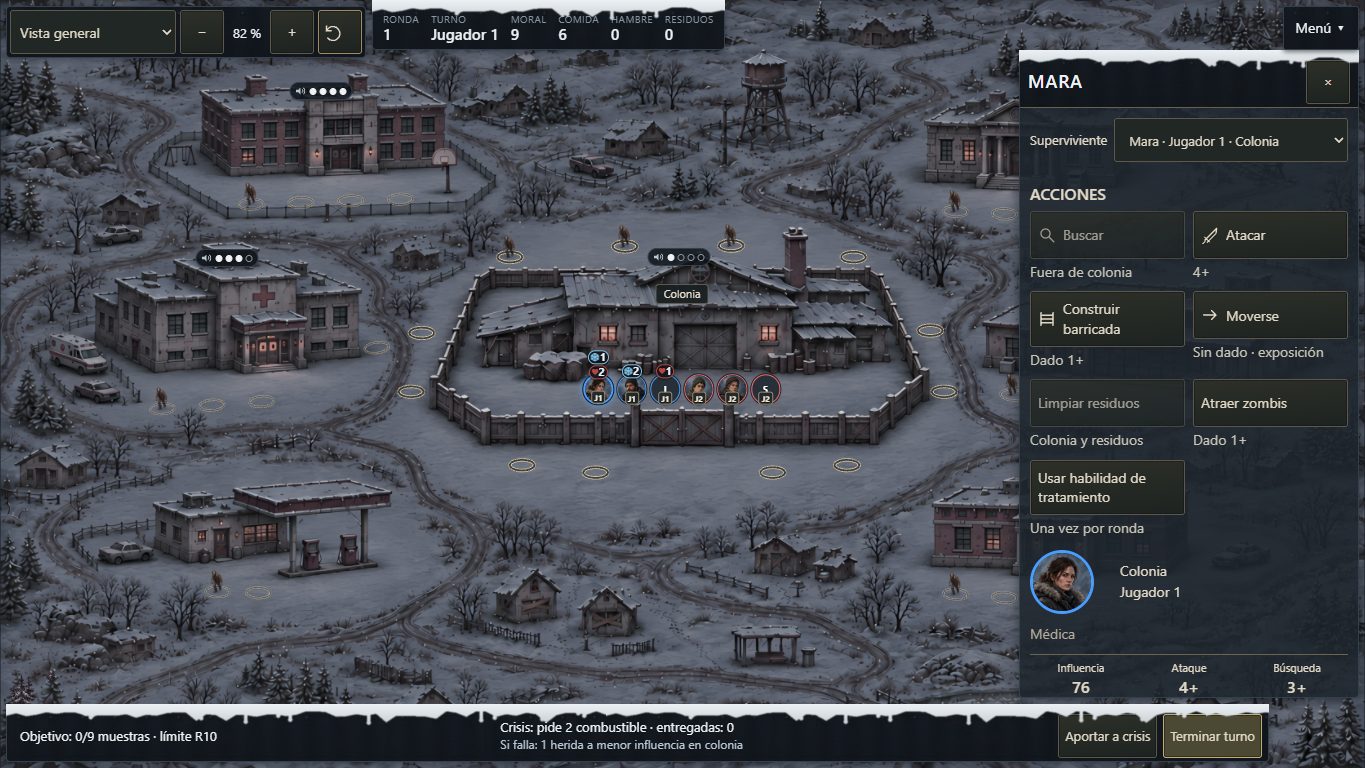 Vista general
−
82 %
+
RONDA TURNO MORAL COMIDA HAMBRE RESIDUOS
1 Jugador 1 9 6 0 0
Menú ▾
MARA
×
Superviviente
Mara · Jugador 1 · Colonia
ACCIONES
Buscar
Fuera de colonia
Atacar
4+
Construir
barricada
Dado 1+
Moverse
Sin dado · exposición
Limpiar residuos
Colonia y residuos
Atraer zombis
Dado 1+
Usar habilidad de
tratamiento
Una vez por ronda
Colonia
Jugador 1
Médica
Influencia Ataque Búsqueda
76 4+ 3+
Colonia
1
2
2
1
J1
J1
I
J1
J2
J2
S
J2
Objetivo: 0/9 muestras · límite R10
Crisis: pide 2 combustible · entregadas: 0
Si falla: 1 herida a menor influencia en colonia
Aportar a crisis
Terminar turno